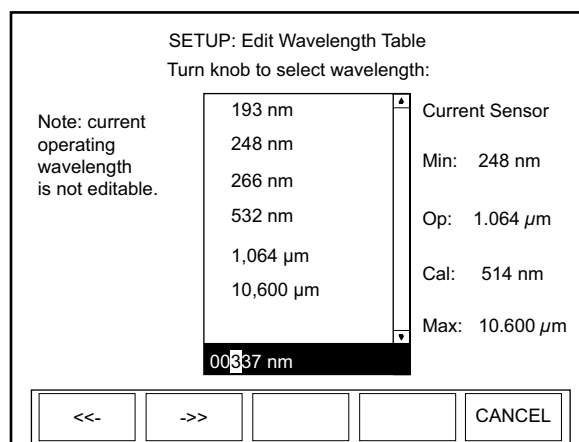 SETUP: Edit Wavelength Table
Turn knob to select wavelength:
Note: current
operating
wavelength
is not editable.
193 nm
248 nm
266 nm
532 nm
1,064 µm
10,600 µm
00337 nm
Current Sensor
Min: 248 nm
Op: 1.064 µm
Cal: 514 nm
Max: 10.600 µm
<<-
->>
CANCEL